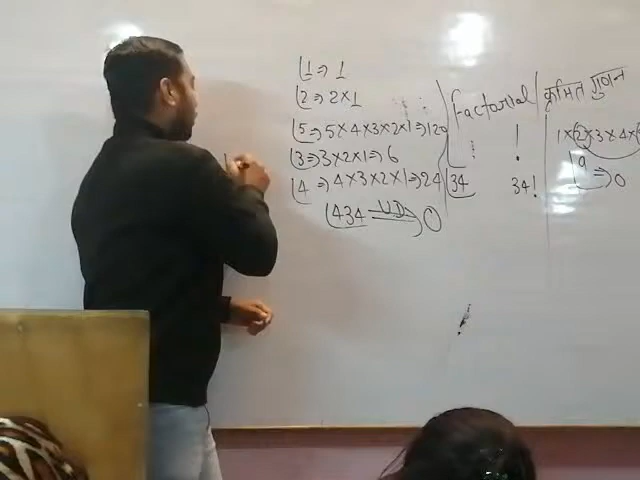 ⌊1 ⇒ 1
⌊2 ⇒ 2×1
⌊5 ⇒ 5×4×3×2×1 ⇒ 120
⌊3 ⇒ 3×2×1 ⇒ 6
⌊4 ⇒ 4×3×2×1 ⇒ 24
⌊434 UD 0
factorial
⌊ !
⌊34 34!
क्रमित गुणन
1×2×3×4×
⇒ 0